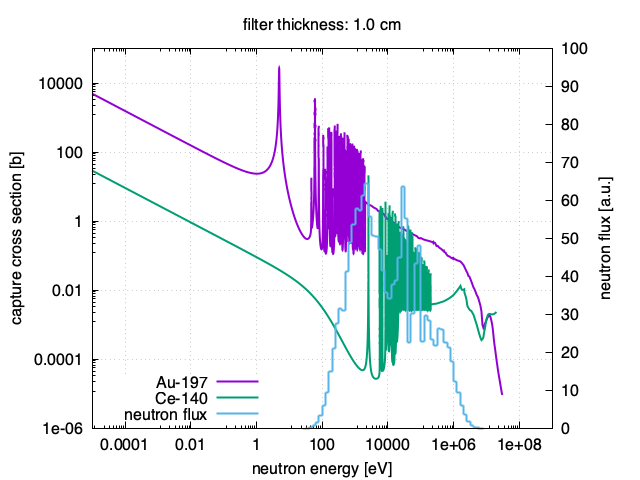 filter thickness: 1.0 cm
capture cross section [b]
10000
100
1
0.01
0.0001
1e-06
100
90
80
70
60
50
40
30
20
10
0
neutron flux [a.u.]
Au-197
Ce-140
neutron flux
0.0001 0.01 1 100 10000 1e+06 1e+08
neutron energy [eV]